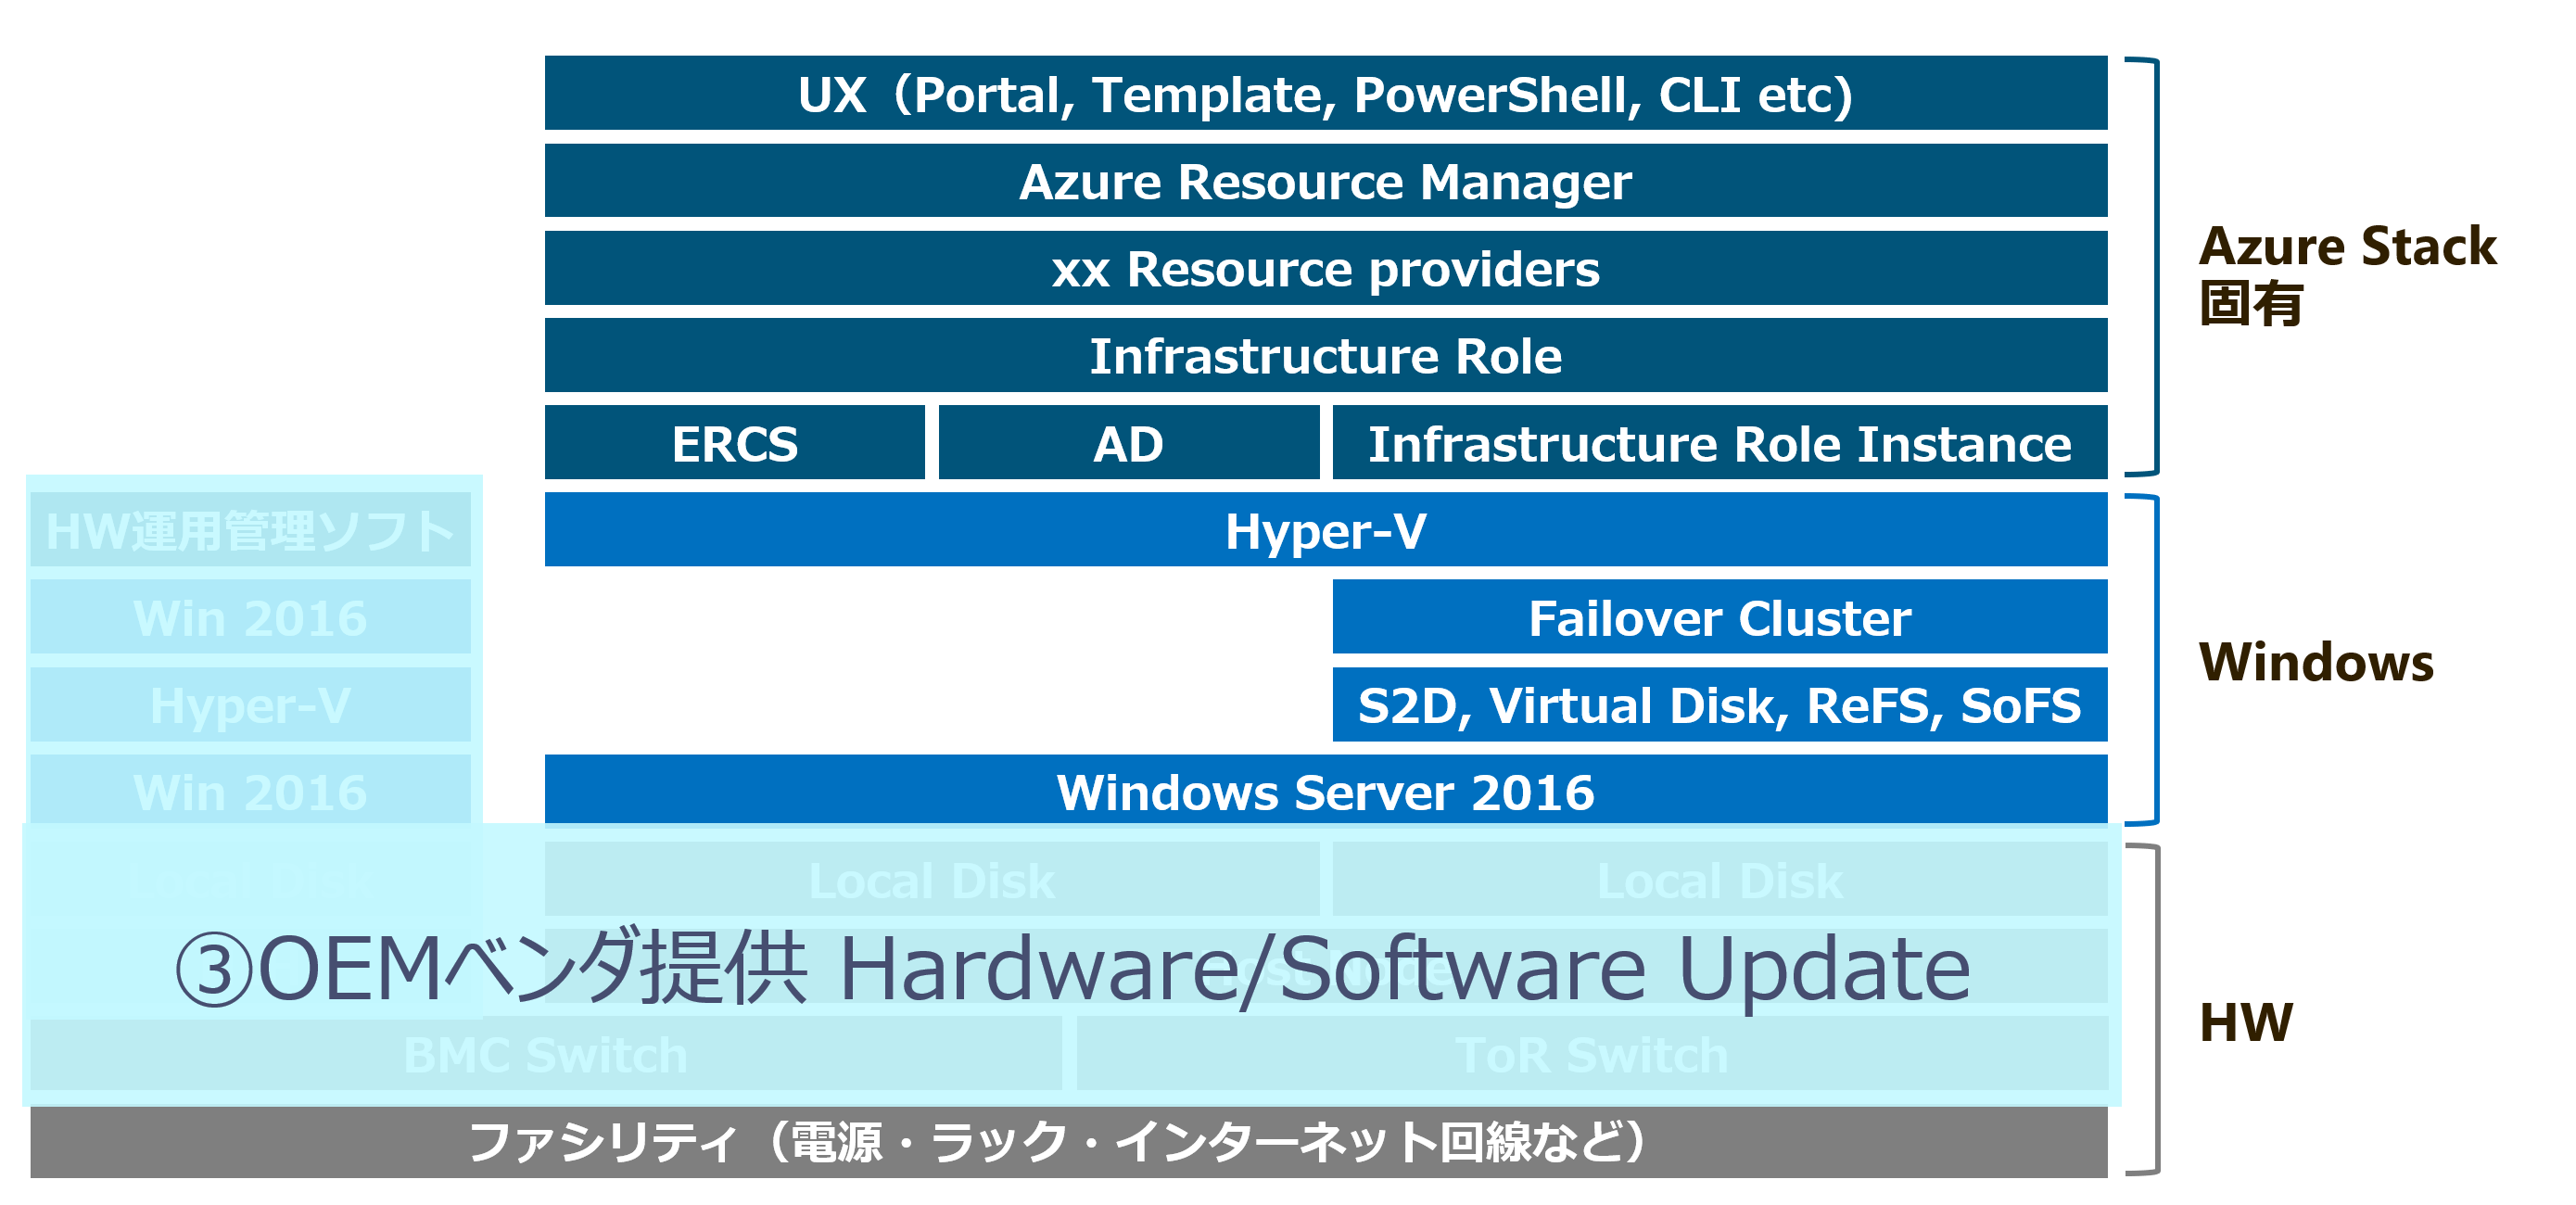 UX（Portal, Template, PowerShell, CLI etc）
Azure Resource Manager
xx Resource providers
Infrastructure Role
ERCS
AD
Infrastructure Role Instance
Azure Stack
固有
HW運用管理ソフト
Hyper-V
Win 2016
Failover Cluster
Hyper-V
S2D, Virtual Disk, ReFS, SoFS
Windows
Win 2016
Windows Server 2016
Local Disk
Local Disk
Local Disk
③OEMベンダ提供 Hardware/Software Update
Host Node
BMC Switch
ToR Switch
HW
ファシリティ（電源・ラック・インターネット回線など）